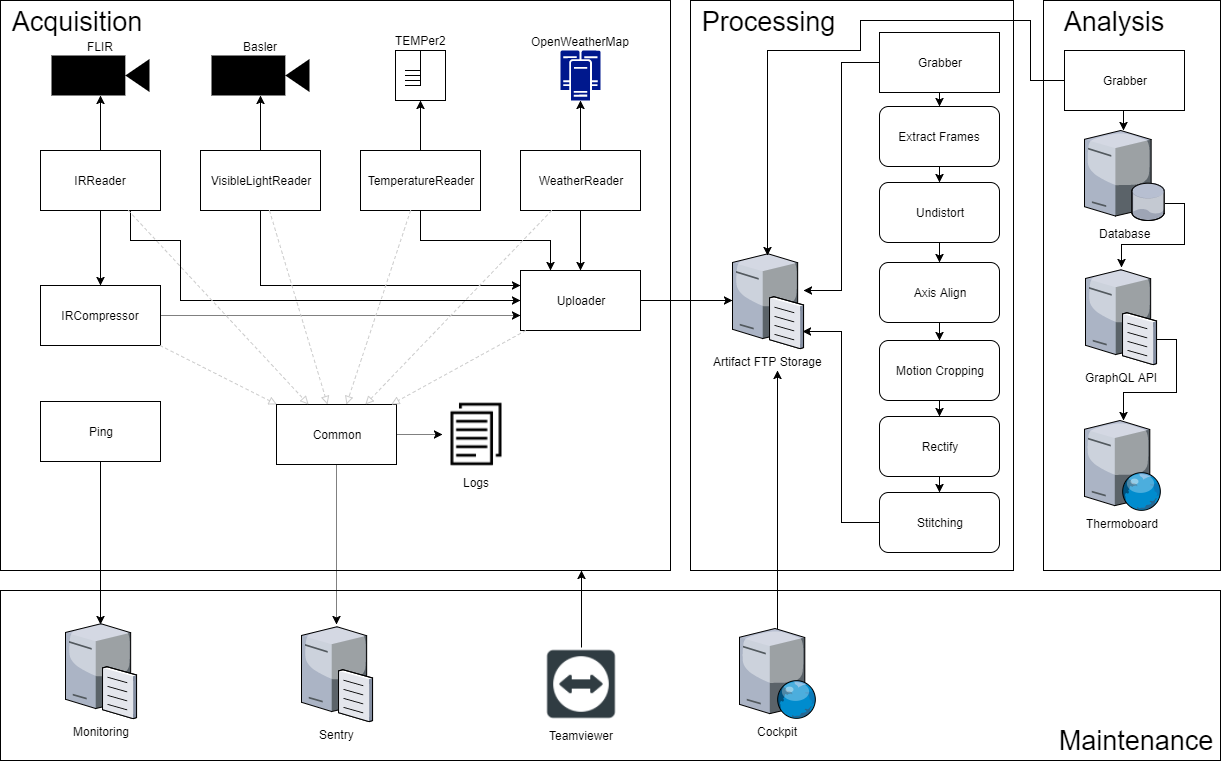 Acquisition
FLIR
Basler
TEMPer2
OpenWeatherMap
IRReader
VisibleLightReader
TemperatureReader
WeatherReader
IRCompressor
Uploader
Ping
Common
Logs
Processing
Grabber
Extract Frames
Undistort
Axis Align
Motion Cropping
Rectify
Stitching
Artifact FTP Storage
Analysis
Grabber
Database
GraphQL API
Thermoboard
Monitoring
Sentry
Teamviewer
Cockpit
Maintenance